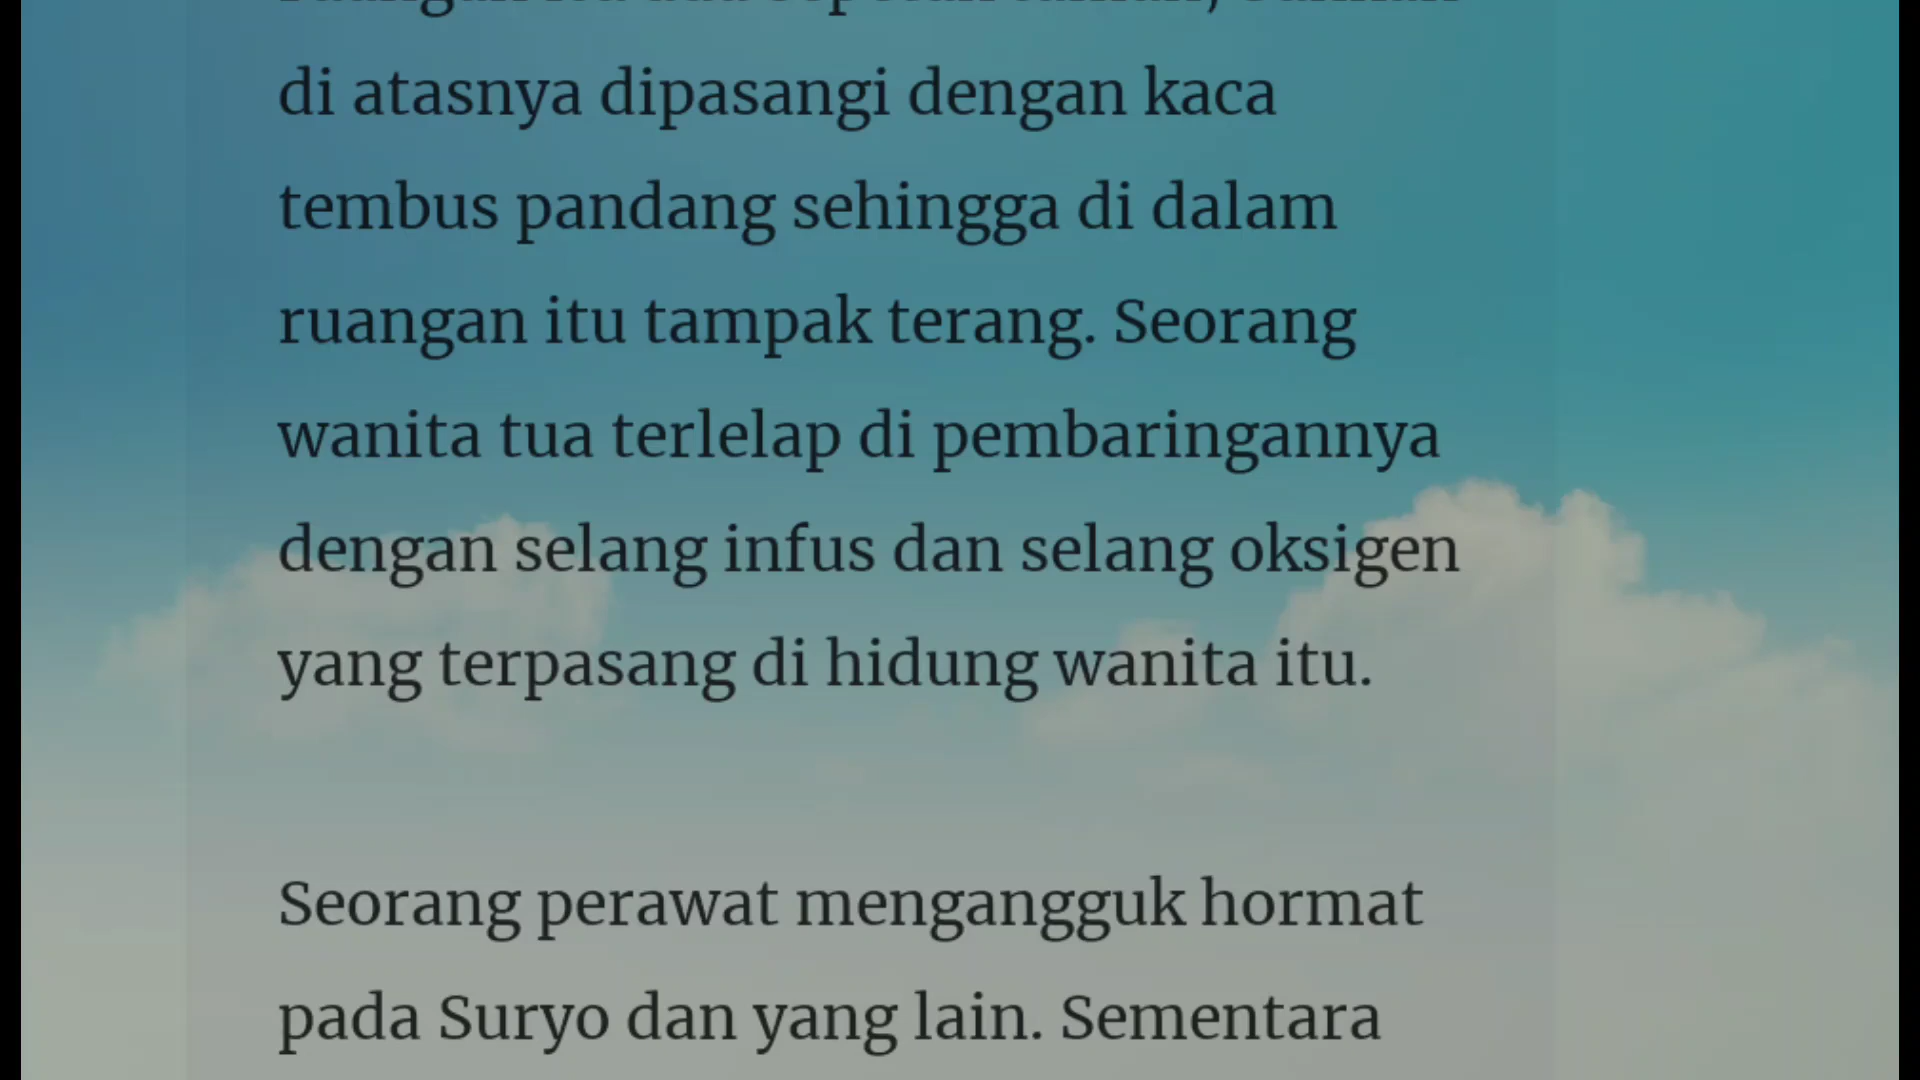 di atasnya dipasangi dengan kaca
tembus pandang sehingga di dalam
ruangan itu tampak terang. Seorang
wanita tua terlelap di pembaringannya
dengan selang infus dan selang oksigen
yang terpasang di hidung wanita itu.
Seorang perawat mengangguk hormat
pada Suryo dan yang lain. Sementara